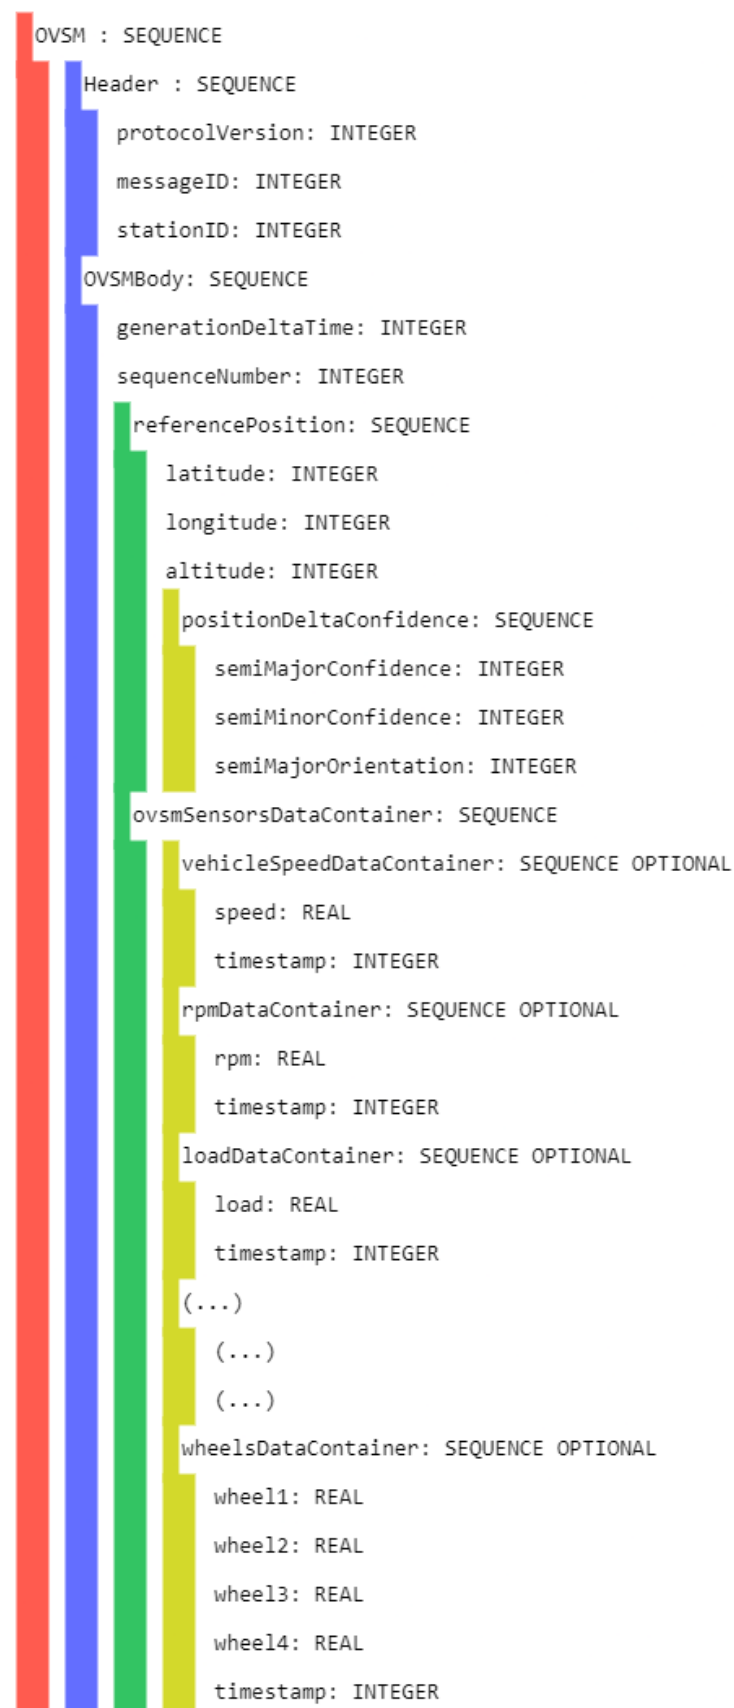 OVSM : SEQUENCE
Header : SEQUENCE
protocolVersion: INTEGER
messageID: INTEGER
stationID: INTEGER
OVSMBody: SEQUENCE
generationDeltaTime: INTEGER
sequenceNumber: INTEGER
referencePosition: SEQUENCE
latitude: INTEGER
longitude: INTEGER
altitude: INTEGER
positionDeltaConfidence: SEQUENCE
semiMajorConfidence: INTEGER
semiMinorConfidence: INTEGER
semiMajorOrientation: INTEGER
ovsmSensorsDataContainer: SEQUENCE
vehicleSpeedDataContainer: SEQUENCE OPTIONAL
speed: REAL
timestamp: INTEGER
rpmDataContainer: SEQUENCE OPTIONAL
rpm: REAL
timestamp: INTEGER
loadDataContainer: SEQUENCE OPTIONAL
load: REAL
timestamp: INTEGER
(...)
(...)
(...)
wheelsDataContainer: SEQUENCE OPTIONAL
wheel1: REAL
wheel2: REAL
wheel3: REAL
wheel4: REAL
timestamp: INTEGER